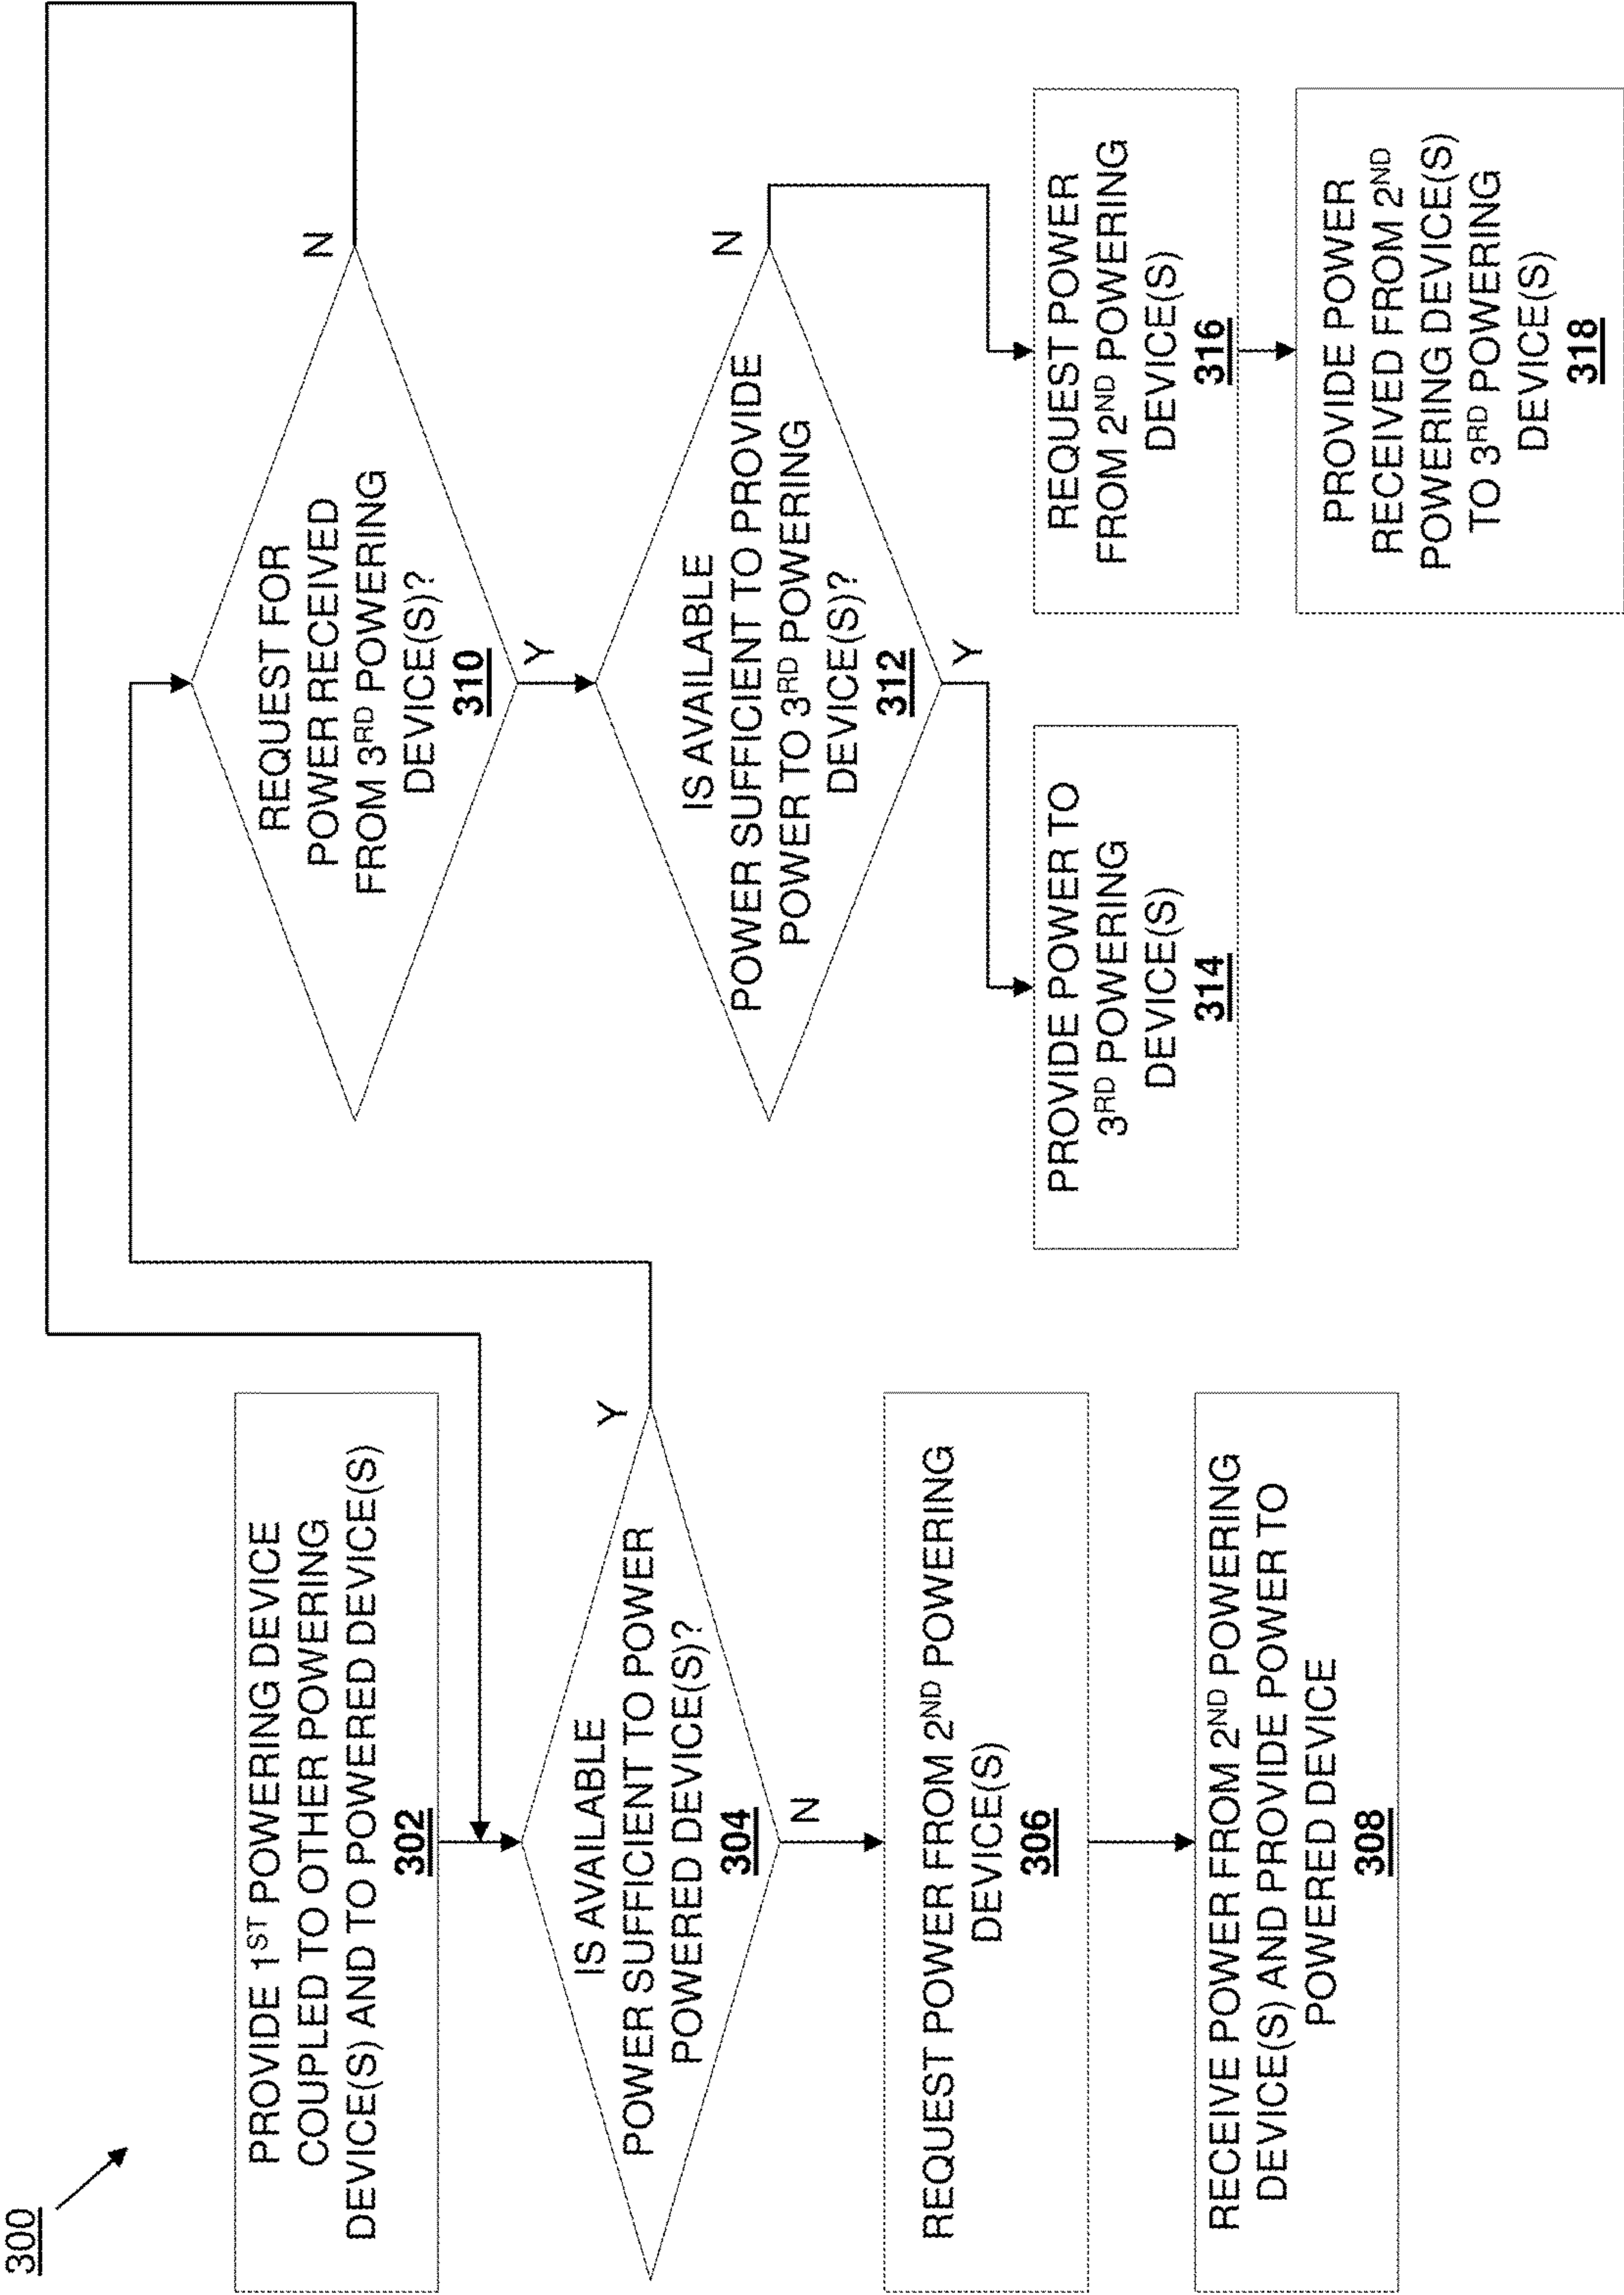 300
PROVIDE 1ST POWERING DEVICE
COUPLED TO OTHER POWERING
DEVICE(S) AND TO POWERED DEVICE(S)
302
IS AVAILABLE
POWER SUFFICIENT TO POWER
POWERED DEVICE(S)?
304
Y
N
REQUEST POWER FROM 2ND POWERING
DEVICE(S)
306
RECEIVE POWER FROM 2ND POWERING
DEVICE(S) AND PROVIDE POWER TO
POWERED DEVICE
308
REQUEST FOR
POWER RECEIVED
FROM 3RD POWERING
DEVICE(S)?
310
N
Y
IS AVAILABLE
POWER SUFFICIENT TO PROVIDE
POWER TO 3RD POWERING
DEVICE(S)?
312
N
Y
PROVIDE POWER TO
3RD POWERING
DEVICE(S)
314
REQUEST POWER
FROM 2ND POWERING
DEVICE(S)
316
PROVIDE POWER
RECEIVED FROM 2ND
POWERING DEVICE(S)
TO 3RD POWERING
DEVICE(S)
318